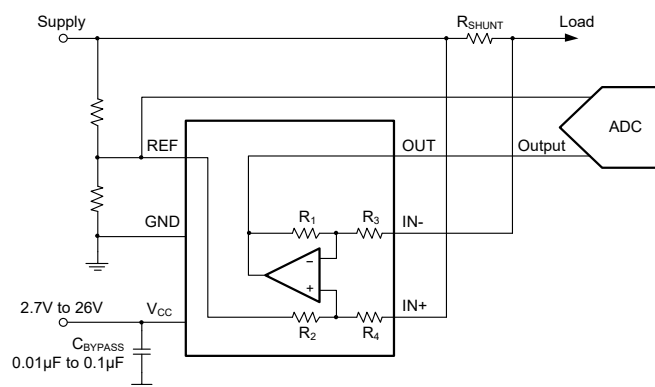 Supply
RSHUNT
Load
ADC
REF
OUT
Output
GND
R1
R3
IN-
−
+
2.7V to 26V
VCC
IN+
R2
R4
CBYPASS
0.01µF to 0.1µF